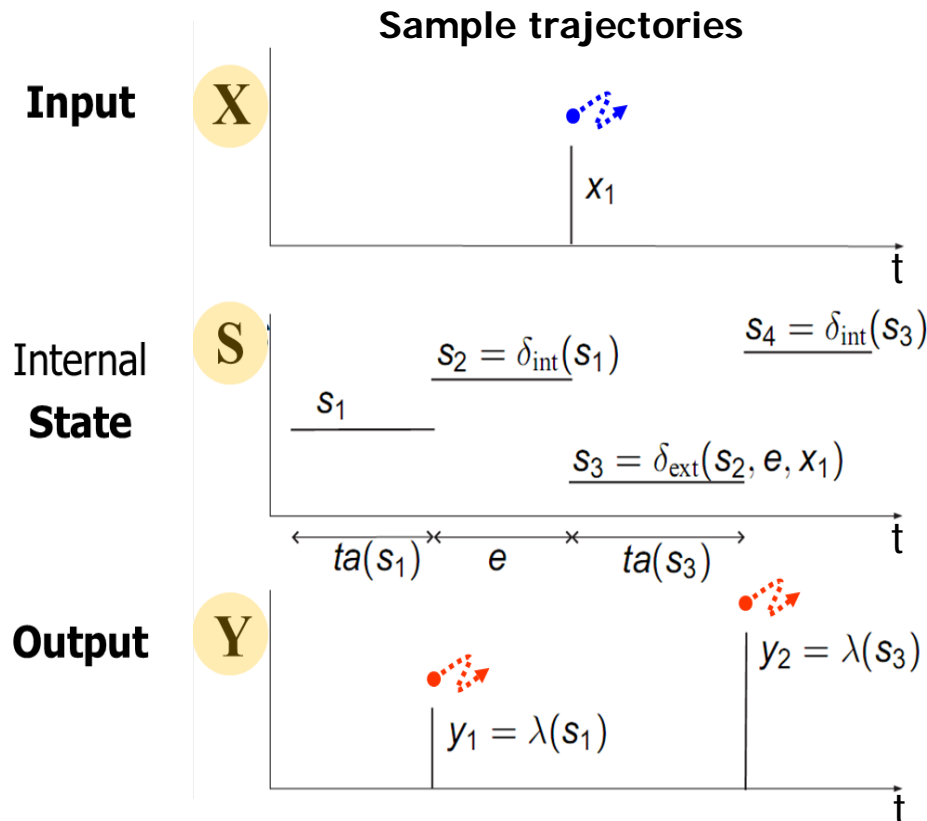 Sample trajectories
Input
X
x₁
t
s₄ = δint(s₃)
S
s₂ = δint(s₁)
Internal
State
s₁
s₃ = δext(s₂, e, x₁)
t
ta(s₁)
e
ta(s₃)
Output
Y
y₂ = λ(s₃)
y₁ = λ(s₁)
t